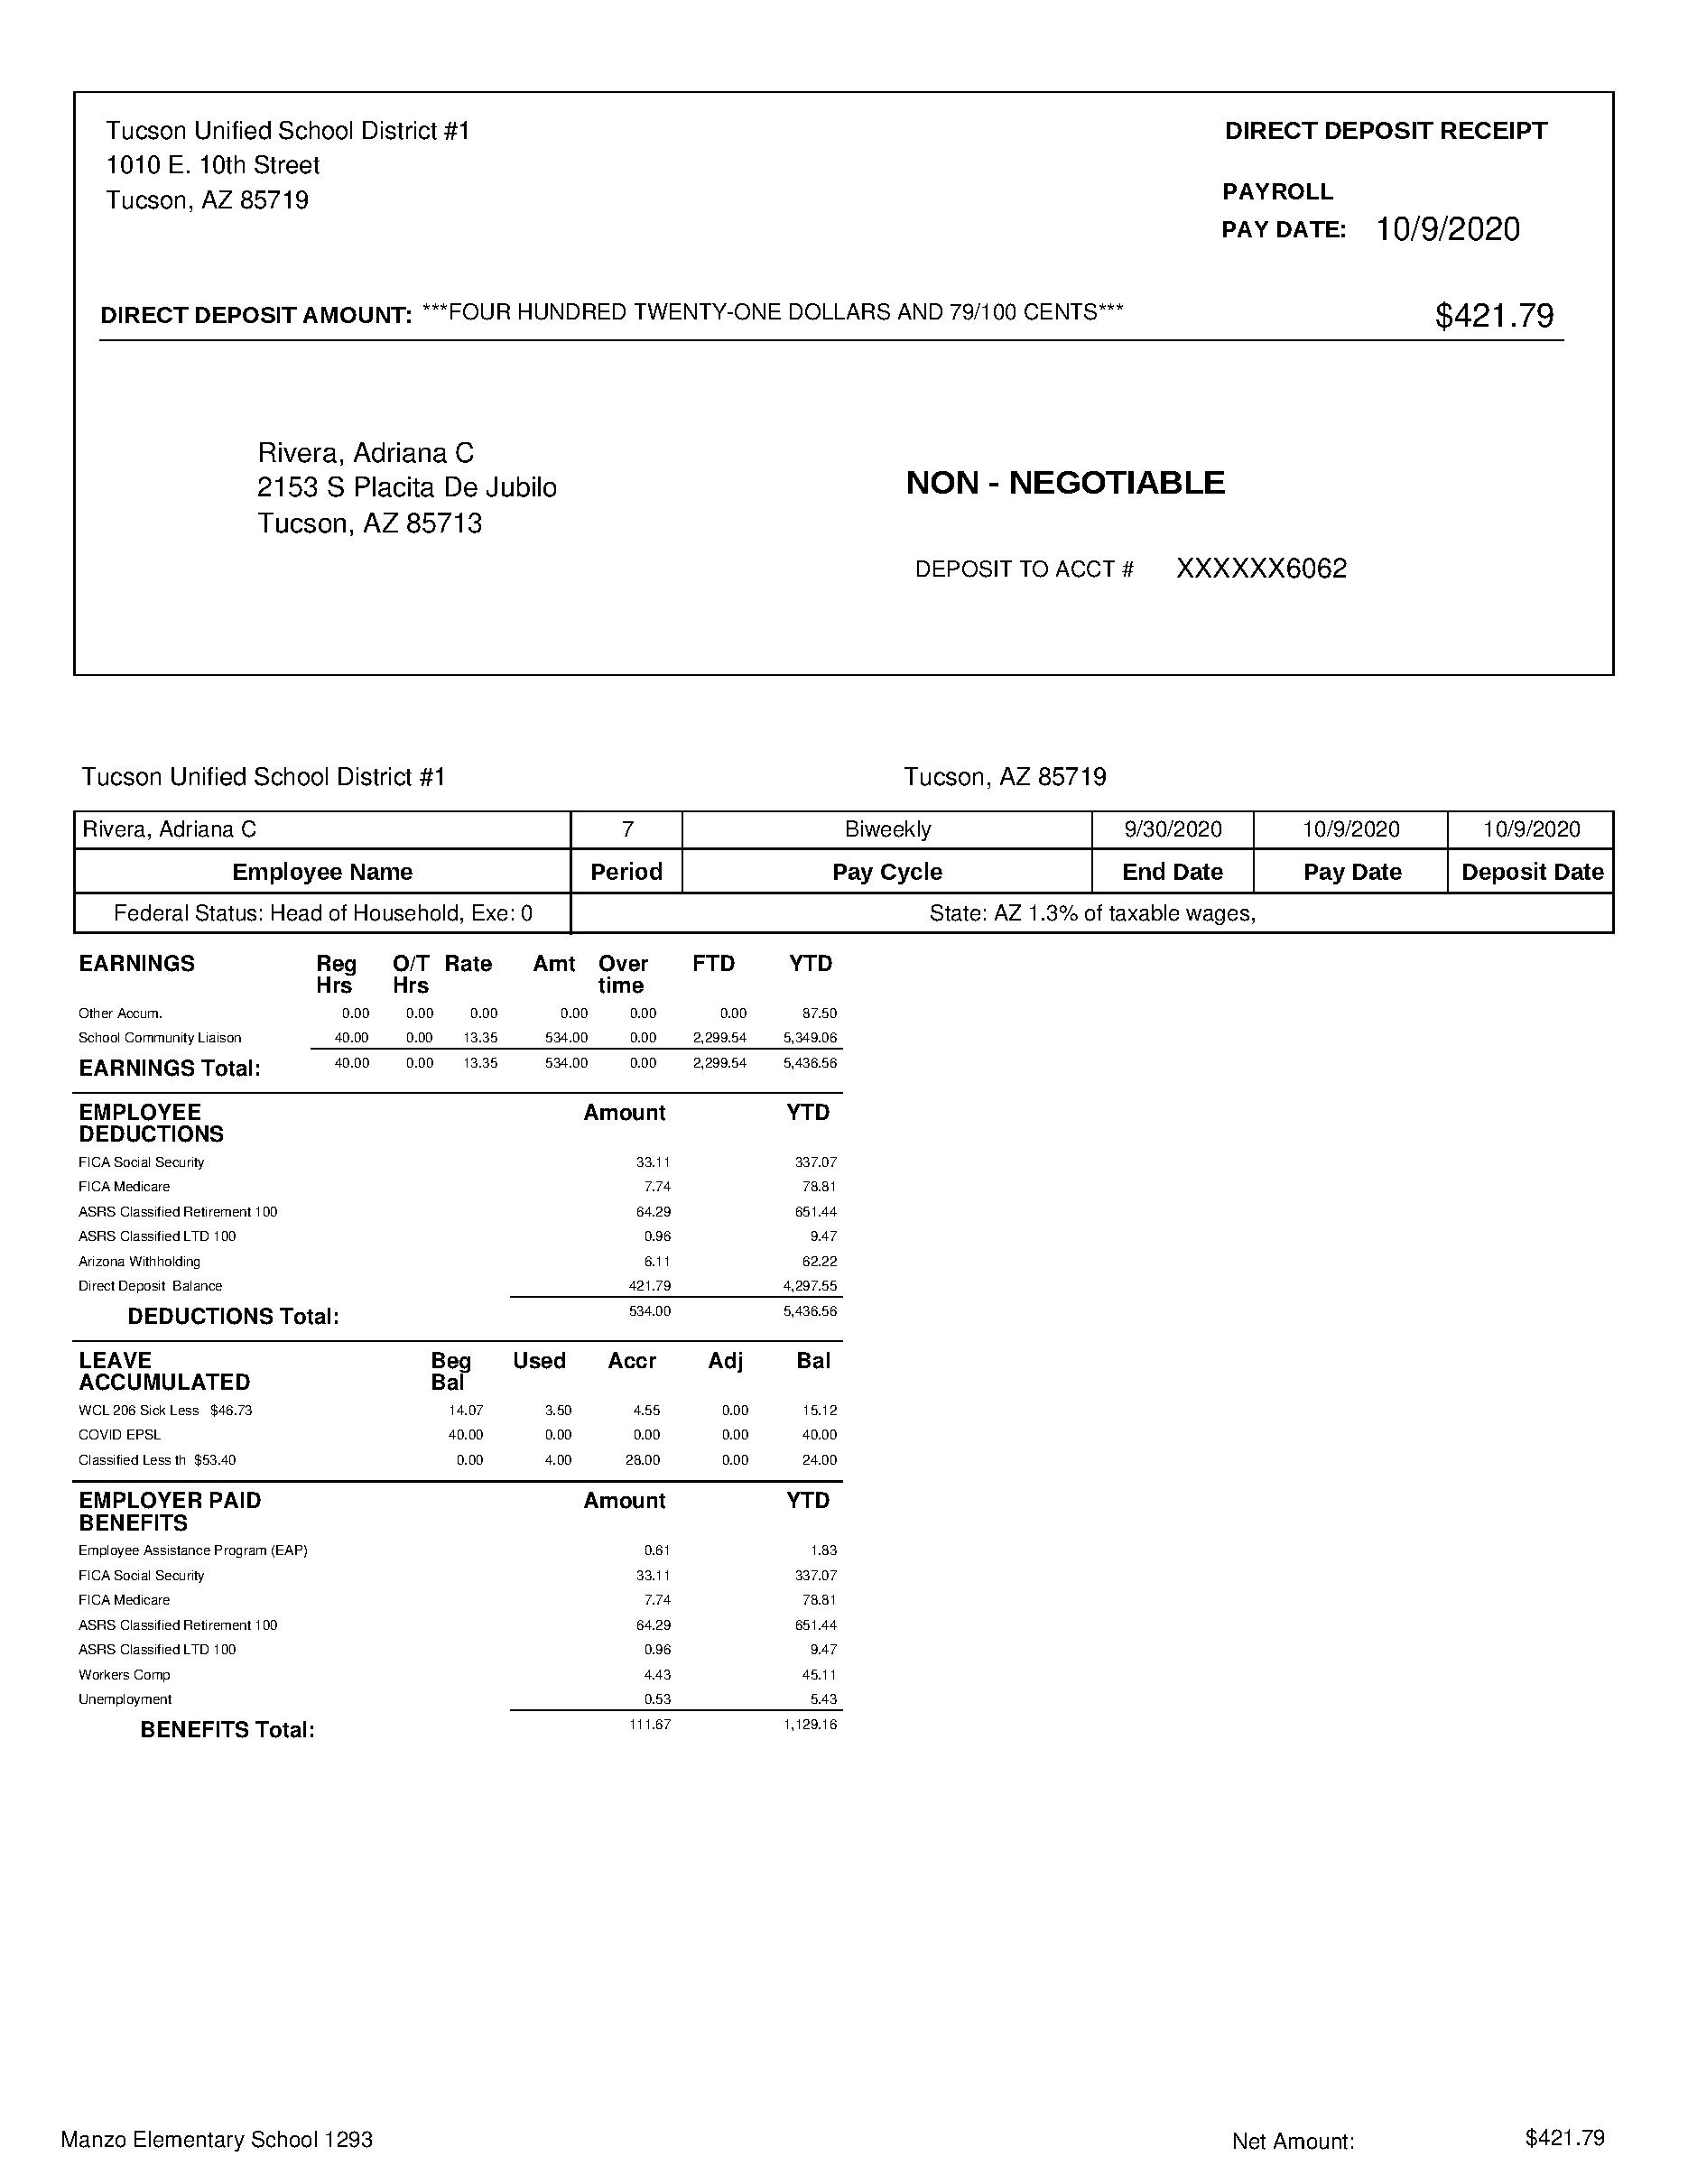 Tucson Unified School District #1
1010 E. 10th Street
Tucson, AZ 85719
DIRECT DEPOSIT RECEIPT
PAYROLL
PAY DATE: 10/9/2020
DIRECT DEPOSIT AMOUNT: ***FOUR HUNDRED TWENTY-ONE DOLLARS AND 79/100 CENTS*** $421.79
Rivera, Adriana C
2153 S Placita De Jubilo
Tucson, AZ 85713
NON - NEGOTIABLE
DEPOSIT TO ACCT # XXXXXX6062
Tucson Unified School District #1 Tucson, AZ 85719
Rivera, Adriana C 7 Biweekly 9/30/2020 10/9/2020 10/9/2020
Employee Name Period Pay Cycle End Date Pay Date Deposit Date
Federal Status: Head of Household, Exe: 0 State: AZ 1.3% of taxable wages,
EARNINGS Reg O/T Rate Amt Over FTD YTD
Hrs Hrs time
Other Accum. 0.00 0.00 0.00 0.00 0.00 0.00 87.50
School Community Liaison 40.00 0.00 13.35 534.00 0.00 2,299.54 5,349.06
EARNINGS Total: 40.00 0.00 13.35 534.00 0.00 2,299.54 5,436.56
EMPLOYEE Amount YTD
DEDUCTIONS
FICA Social Security 33.11 337.07
FICA Medicare 7.74 78.81
ASRS Classified Retirement 100 64.29 651.44
ASRS Classified LTD 100 0.96 9.47
Arizona Withholding 6.11 62.22
Direct Deposit Balance 421.79 4,297.55
DEDUCTIONS Total: 534.00 5,436.56
LEAVE Beg Used Accr Adj Bal
ACCUMULATED Bal
WCL 206 Sick Less $46.73 14.07 3.50 4.55 0.00 15.12
COVID EPSL 40.00 0.00 0.00 0.00 40.00
Classified Less th $53.40 0.00 4.00 28.00 0.00 24.00
EMPLOYER PAID Amount YTD
BENEFITS
Employee Assistance Program (EAP) 0.61 1.83
FICA Social Security 33.11 337.07
FICA Medicare 7.74 78.81
ASRS Classified Retirement 100 64.29 651.44
ASRS Classified LTD 100 0.96 9.47
Workers Comp 4.43 45.11
Unemployment 0.53 5.43
BENEFITS Total: 111.67 1,129.16
Manzo Elementary School 1293 Net Amount: $421.79